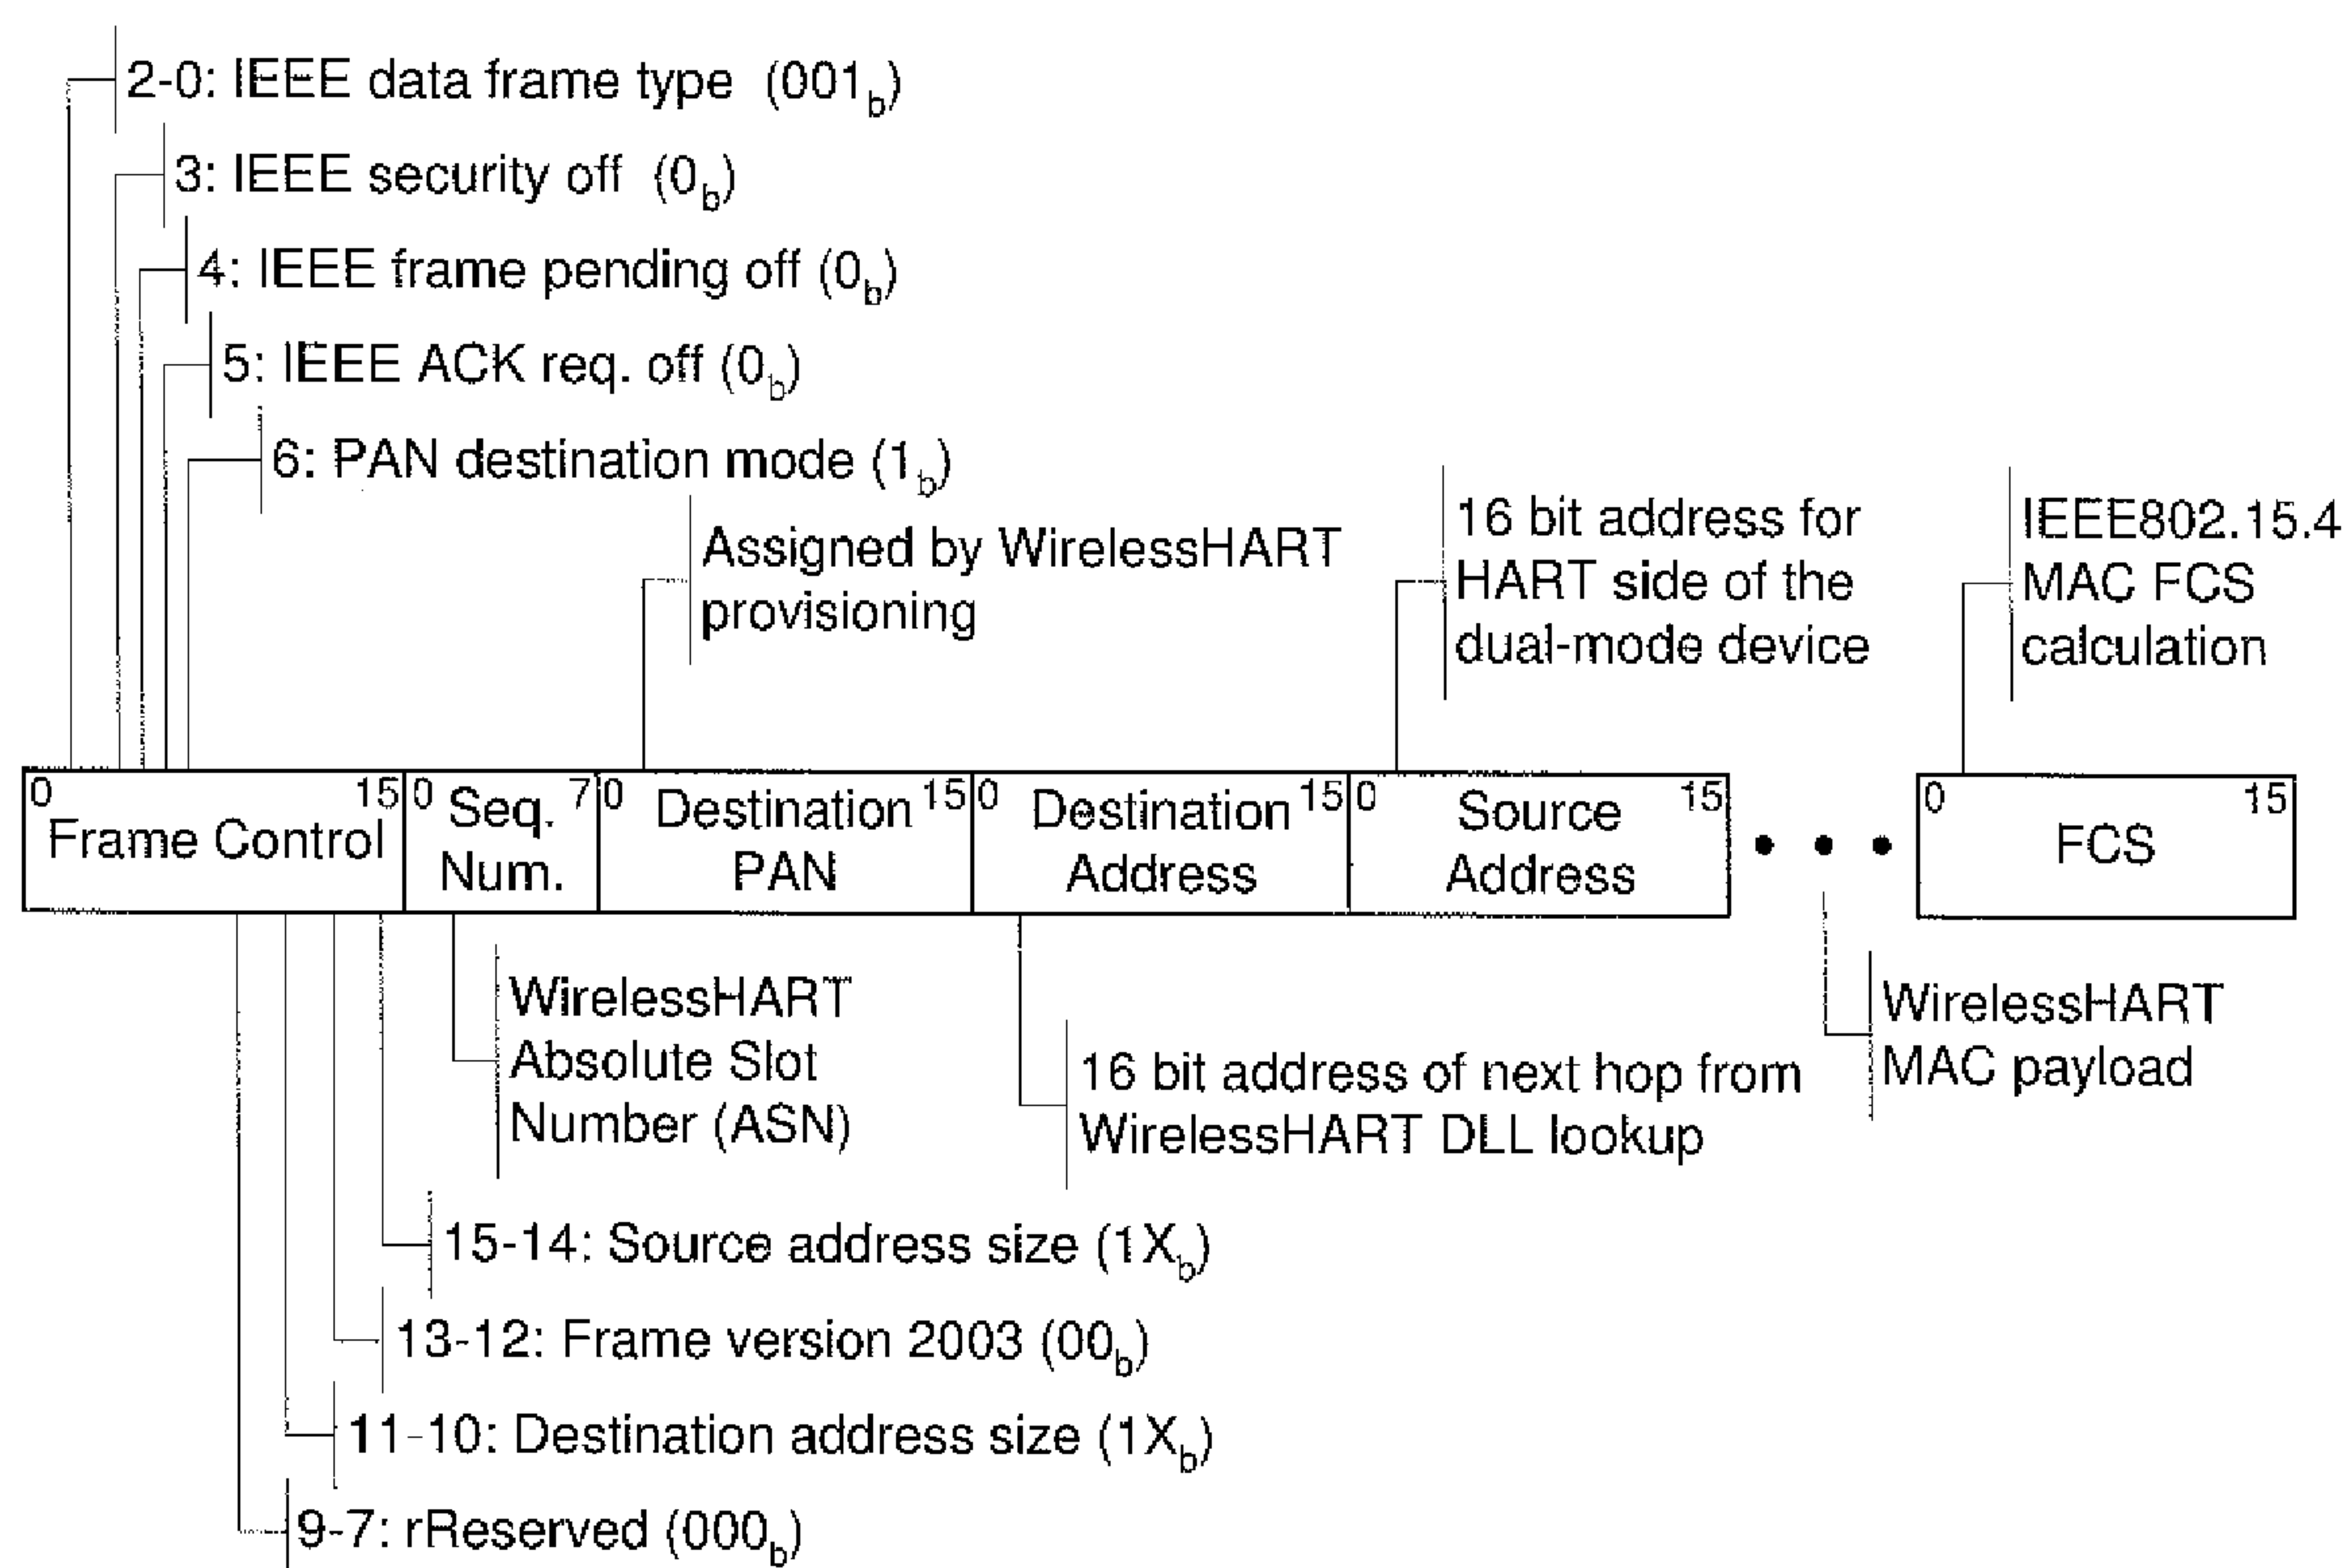 2-0: IEEE data frame type (001b)
3: IEEE security off (0b)
4: IEEE frame pending off (0b)
5: IEEE ACK req. off (0b)
6: PAN destination mode (1b)
Assigned by WirelessHART
provisioning
16 bit address for
HART side of the
dual-mode device
IEEE802.15.4
MAC FCS
calculation
0 15
Frame Control
0 7
Seq.
Num.
0 15
Destination
PAN
0 15
Destination
Address
0 15
Source
Address
0 15
FCS
WirelessHART
Absolute Slot
Number (ASN)
16 bit address of next hop from
WirelessHART DLL lookup
WirelessHART
MAC payload
15-14: Source address size (1Xb)
13-12: Frame version 2003 (00b)
11-10: Destination address size (1Xb)
9-7: rReserved (000b)